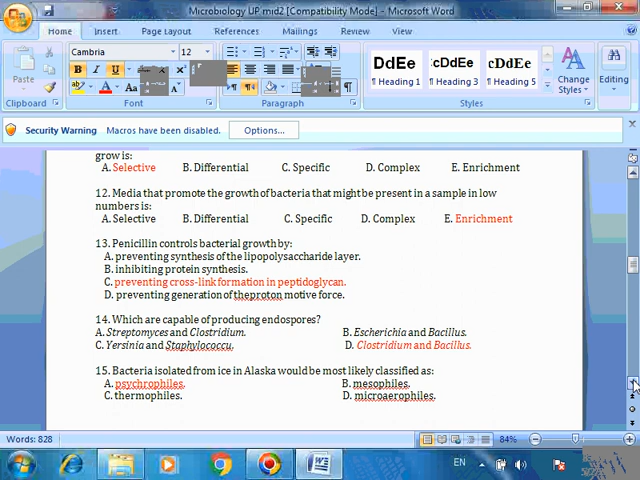 Microbiology UP mid2 [Compatibility Mode] - Microsoft Word
Home Insert Page Layout References Mailings Review View
Paste
Cambria 12
B I U abe x x
A Aa A
DdEe cDdEe cDdEe
¶ Heading 1 ¶ Heading 3 ¶ Heading 5
Change Styles
Editing
Clipboard Font Paragraph Styles
Security Warning Macros have been disabled. Options...
grow is:
A. Selective B. Differential C. Specific D. Complex E. Enrichment
12. Media that promote the growth of bacteria that might be present in a sample in low
numbers is:
A. Selective B. Differential C. Specific D. Complex E. Enrichment
13. Penicillin controls bacterial growth by:
A. preventing synthesis of the lipopolysaccharide layer.
B. inhibiting protein synthesis.
C. preventing cross-link formation in peptidoglycan.
D. preventing generation of theproton motive force.
14. Which are capable of producing endospores?
A. Streptomyces and Clostridium. B. Escherichia and Bacillus.
C. Yersinia and Staphylococcu. D. Clostridium and Bacillus.
15. Bacteria isolated from ice in Alaska would be most likely classified as:
A. psychrophiles. B. mesophiles.
C. thermophiles. D. microaerophiles.
Words: 828 84%
EN